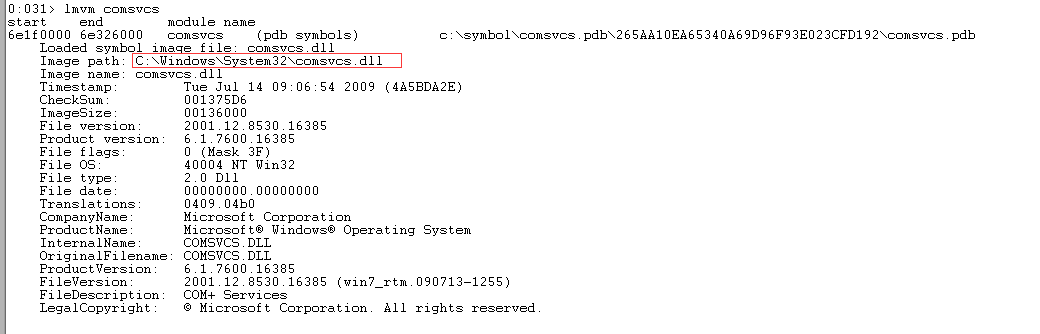 0:031> lmvm comsvcs
start    end        module name
6e1f0000 6e326000   comsvcs    (pdb symbols)          c:\symbol\comsvcs.pdb\265AA10EA65340A69D96F93E023CFD192\comsvcs.pdb
    Loaded symbol image file: comsvcs.dll
    Image path: C:\Windows\System32\comsvcs.dll
    Image name: comsvcs.dll
    Timestamp:        Tue Jul 14 09:06:54 2009 (4A5BDA2E)
    CheckSum:         001375D6
    ImageSize:        00136000
    File version:     2001.12.8530.16385
    Product version:  6.1.7600.16385
    File flags:       0 (Mask 3F)
    File OS:          40004 NT Win32
    File type:        2.0 Dll
    File date:        00000000.00000000
    Translations:     0409.04b0
    CompanyName:      Microsoft Corporation
    ProductName:      Microsoft® Windows® Operating System
    InternalName:     COMSVCS.DLL
    OriginalFilename: COMSVCS.DLL
    ProductVersion:   6.1.7600.16385
    FileVersion:      2001.12.8530.16385 (win7_rtm.090713-1255)
    FileDescription:  COM+ Services
    LegalCopyright:   © Microsoft Corporation. All rights reserved.